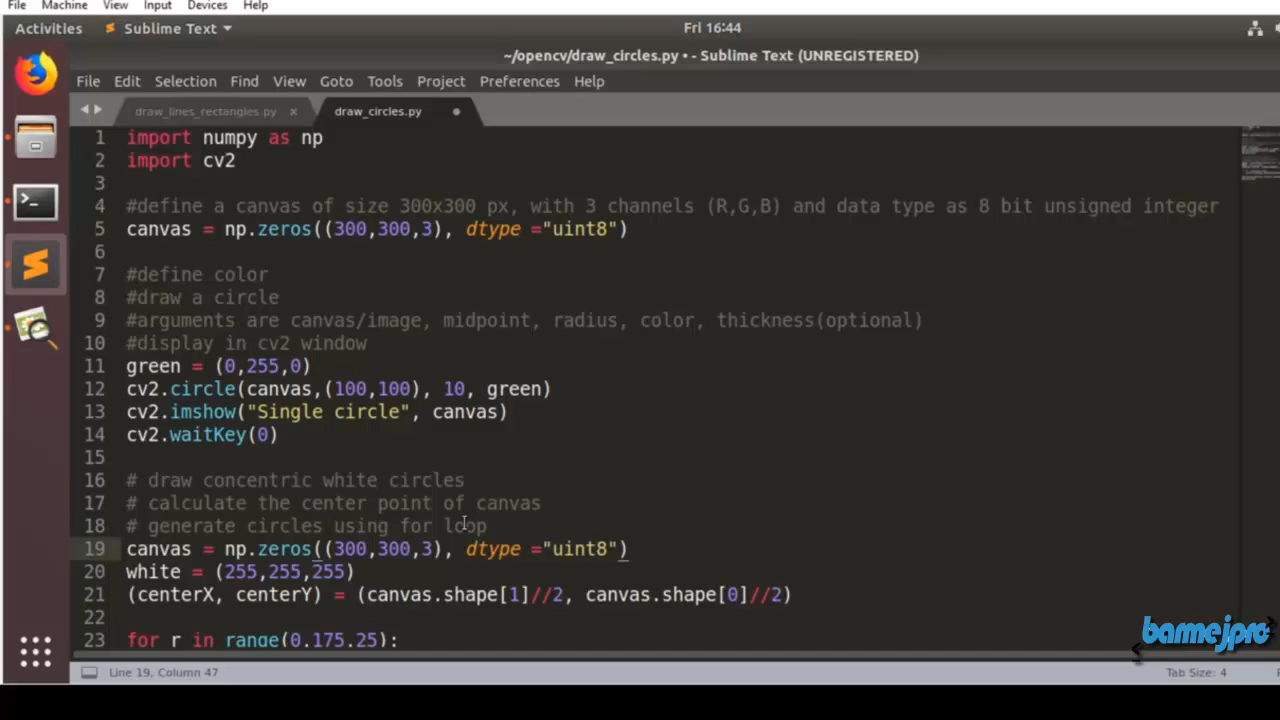 File Machine View Input Devices Help
Activities Sublime Text Fri 16:44
~/opencv/draw_circles.py • - Sublime Text (UNREGISTERED)
File Edit Selection Find View Goto Tools Project Preferences Help
draw_lines_rectangles.py × draw_circles.py
1 import numpy as np
2 import cv2
3
4 #define a canvas of size 300x300 px, with 3 channels (R,G,B) and data type as 8 bit unsigned integer
5 canvas = np.zeros((300,300,3), dtype ="uint8")
6
7 #define color
8 #draw a circle
9 #arguments are canvas/image, midpoint, radius, color, thickness(optional)
10 #display in cv2 window
11 green = (0,255,0)
12 cv2.circle(canvas,(100,100), 10, green)
13 cv2.imshow("Single circle", canvas)
14 cv2.waitKey(0)
15
16 # draw concentric white circles
17 # calculate the center point of canvas
18 # generate circles using for loop
19 canvas = np.zeros((300,300,3), dtype ="uint8")
20 white = (255,255,255)
21 (centerX, centerY) = (canvas.shape[1]//2, canvas.shape[0]//2)
22
23 for r in range(0,175,25):
barmejpro
Line 19, Column 47 Tab Size: 4